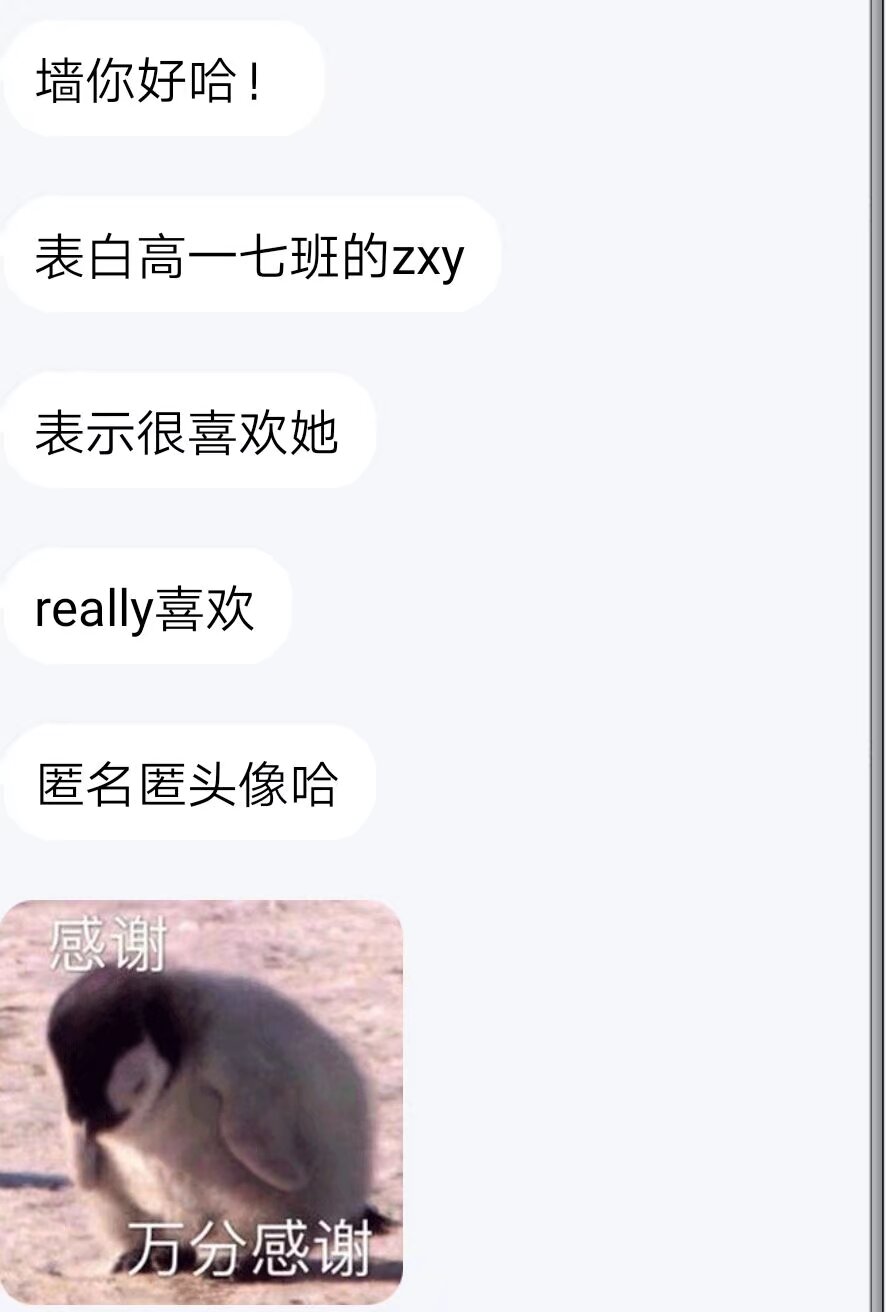 墙你好哈！
表白高一七班的zxy
表示很喜欢她
really喜欢
匿名匿头像哈
感谢
万分感谢